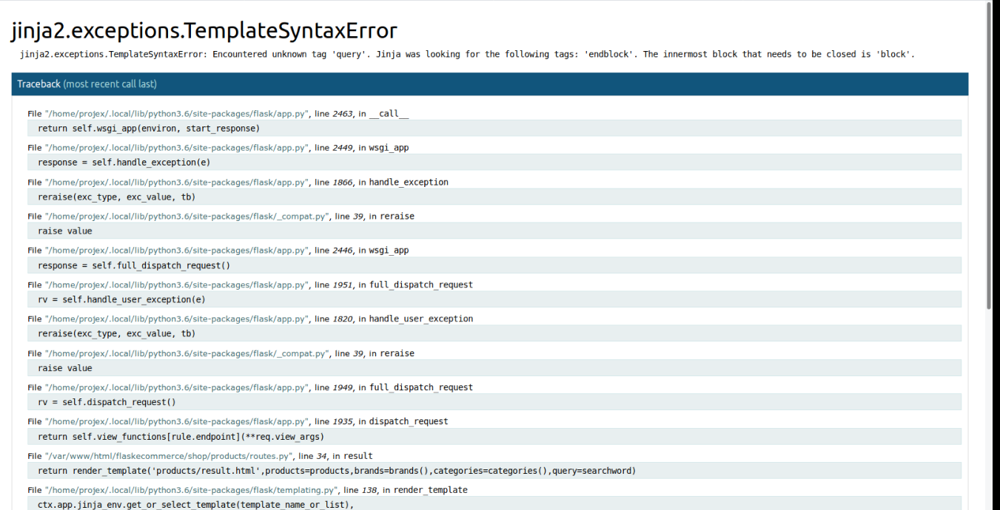 jinja2.exceptions.TemplateSyntaxError
jinja2.exceptions.TemplateSyntaxError: Encountered unknown tag 'query'. Jinja was looking for the following tags: 'endblock'. The innermost block that needs to be closed is 'block'.
Traceback (most recent call last)
File "/home/projex/.local/lib/python3.6/site-packages/flask/app.py", line 2463, in __call__
return self.wsgi_app(environ, start_response)
File "/home/projex/.local/lib/python3.6/site-packages/flask/app.py", line 2449, in wsgi_app
response = self.handle_exception(e)
File "/home/projex/.local/lib/python3.6/site-packages/flask/app.py", line 1866, in handle_exception
reraise(exc_type, exc_value, tb)
File "/home/projex/.local/lib/python3.6/site-packages/flask/_compat.py", line 39, in reraise
raise value
File "/home/projex/.local/lib/python3.6/site-packages/flask/app.py", line 2446, in wsgi_app
response = self.full_dispatch_request()
File "/home/projex/.local/lib/python3.6/site-packages/flask/app.py", line 1951, in full_dispatch_request
rv = self.handle_user_exception(e)
File "/home/projex/.local/lib/python3.6/site-packages/flask/app.py", line 1820, in handle_user_exception
reraise(exc_type, exc_value, tb)
File "/home/projex/.local/lib/python3.6/site-packages/flask/_compat.py", line 39, in reraise
raise value
File "/home/projex/.local/lib/python3.6/site-packages/flask/app.py", line 1949, in full_dispatch_request
rv = self.dispatch_request()
File "/home/projex/.local/lib/python3.6/site-packages/flask/app.py", line 1935, in dispatch_request
return self.view_functions[rule.endpoint](**req.view_args)
File "/var/www/html/flaskecommerce/shop/products/routes.py", line 34, in result
return render_template('products/result.html',products=products,brands=brands(),categories=categories(),query=searchword)
File "/home/projex/.local/lib/python3.6/site-packages/flask/templating.py", line 138, in render_template
ctx.app.jinja_env.get_or_select_template(template_name_or_list),